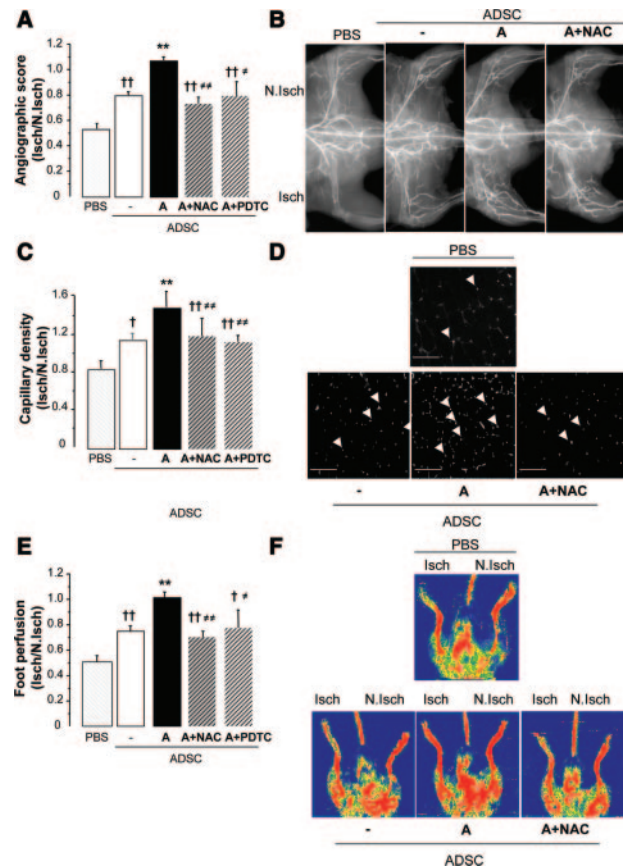 A
Angiographic score
(Isch/N.Isch)
1.2
1.0
0.8
0.6
0.4
0.2
0
††
**
†† ≠≠
†† ≠
PBS - A A+NAC A+PDTC
ADSC
B
ADSC
PBS - A A+NAC
N.Isch
Isch
C
Capillary density
(Isch/N.Isch)
1.6
1.2
0.8
0.4
0
†
**
†† ≠≠
†† ≠≠
PBS - A A+NAC A+PDTC
ADSC
D
PBS
- A A+NAC
ADSC
E
Foot perfusion
(Isch/N.Isch)
1.2
1.0
0.8
0.6
0.4
0.2
0
††
**
†† ≠≠
† ≠
PBS - A A+NAC A+PDTC
ADSC
F
PBS
Isch N.Isch
Isch N.Isch Isch N.Isch Isch N.Isch
- A A+NAC
ADSC